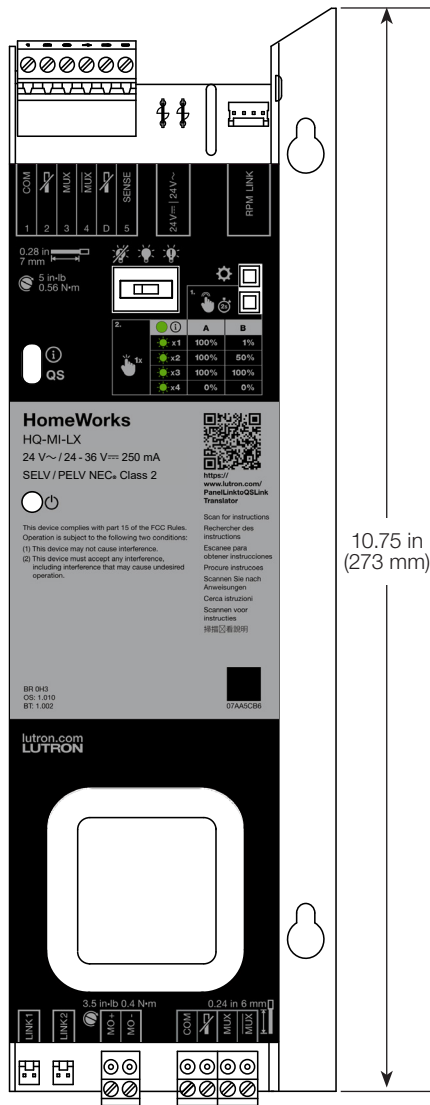 COM
MUX
MUX
SENSE
24V⎓ | 24V~
RPM LINK
1 2 3 4 D 5
0.28 in
7 mm
5 in-lb
0.56 N•m
1.
2s
QS
2.
1x
A B
x1 100% 1%
x2 100% 50%
x3 100% 100%
x4 0% 0%
HomeWorks
HQ-MI-LX
24 V~ / 24 - 36 V⎓ 250 mA
SELV / PELV NEC® Class 2
This device complies with part 15 of the FCC Rules.
Operation is subject to the following two conditions:
(1) This device may not cause interference.
(2) This device must accept any interference,
including interference that may cause undesired
operation.
https://
www.lutron.com/
PanelLinktoQSLink
Translator
Scan for instructions
Rechercher des
instructions
Escanee para
obtener instrucciones
Procure instrucoes
Scannen Sie nach
Anweisungen
Cerca istruzioni
Scannen voor
instructies
掃描看說明
BR 0H3
OS: 1.010
BT: 1.002
07AA5CB6
lutron.com
LUTRON
10.75 in
(273 mm)
3.5 in-lb 0.4 N•m
0.24 in 6 mm
LINK1
LINK2
MO+
MO-
COM
MUX
MUX